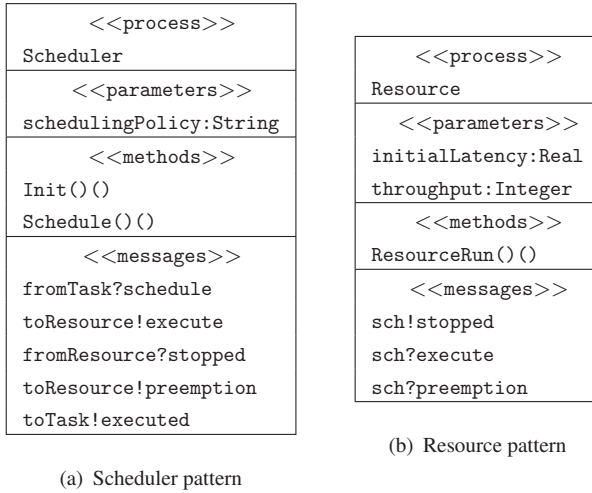 <<process>>
Scheduler
<<parameters>>
schedulingPolicy:String
<<methods>>
Init()()
Schedule()()
<<messages>>
fromTask?schedule
toResource!execute
fromResource?stopped
toResource!preemption
toTask!executed
(a) Scheduler pattern
<<process>>
Resource
<<parameters>>
initialLatency:Real
throughput:Integer
<<methods>>
ResourceRun()()
<<messages>>
sch!stopped
sch?execute
sch?preemption
(b) Resource pattern